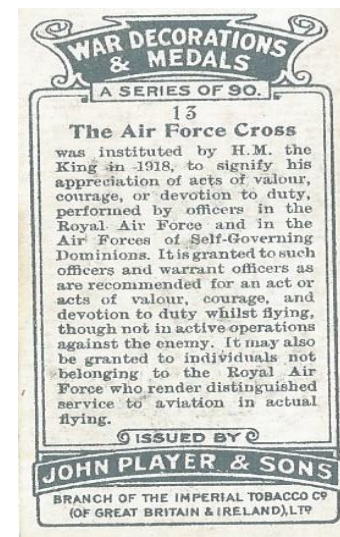 WAR DECORATIONS
& MEDALS
A SERIES OF 90.
13
The Air Force Cross
was instituted by H.M. the
King in 1918, to signify his
appreciation of acts of valour,
courage, or devotion to duty,
performed by officers in the
Royal Air Force and in the
Air Forces of Self-Governing
Dominions. It is granted to such
officers and warrant officers as
are recommended for an act or
acts of valour, courage, and
devotion to duty whilst flying,
though not in active operations
against the enemy. It may also
be granted to individuals not
belonging to the Royal Air
Force who render distinguished
service to aviation in actual
flying.
ISSUED BY
JOHN PLAYER & SONS
BRANCH OF THE IMPERIAL TOBACCO Cº
(OF GREAT BRITAIN & IRELAND), LTD